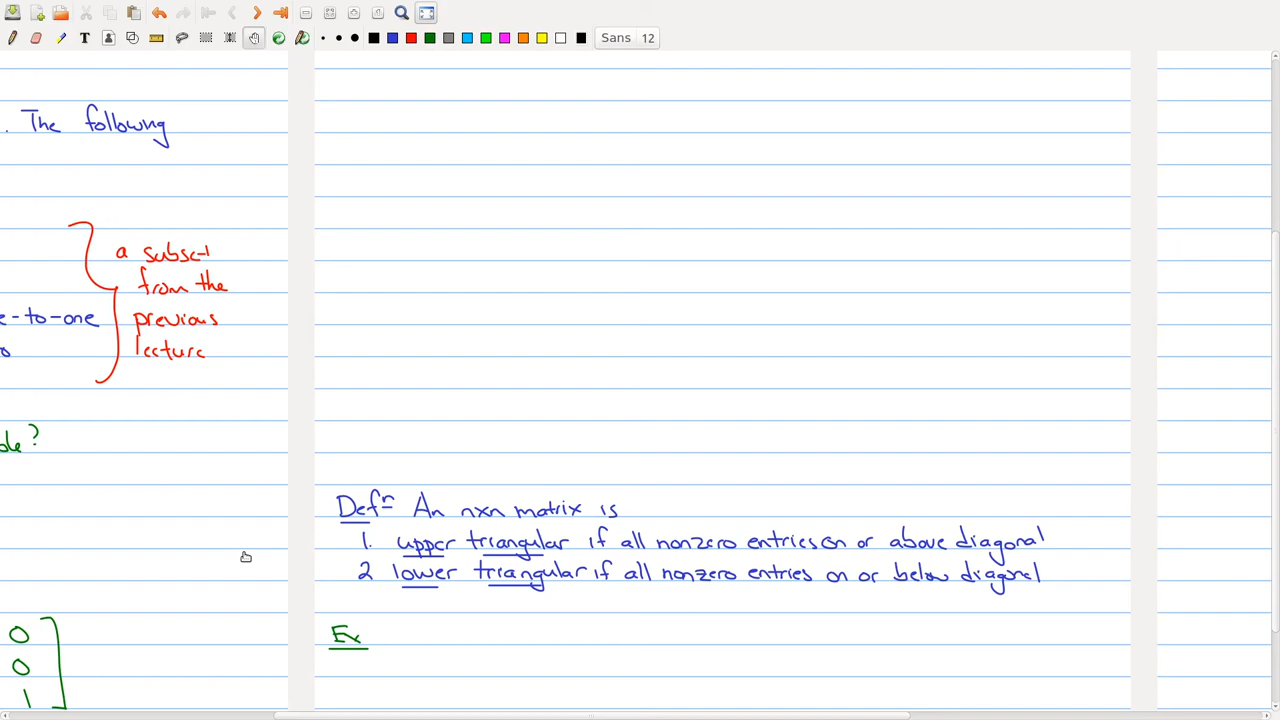 Sans 12
. The following
a subset
from the
previous
lecture
e-to-one
o
ble?
0
0
1
Defⁿ An nxn matrix is
1. upper triangular if all nonzero entries on or above diagonal
2 lower triangular if all nonzero entries on or below diagonal
Ex